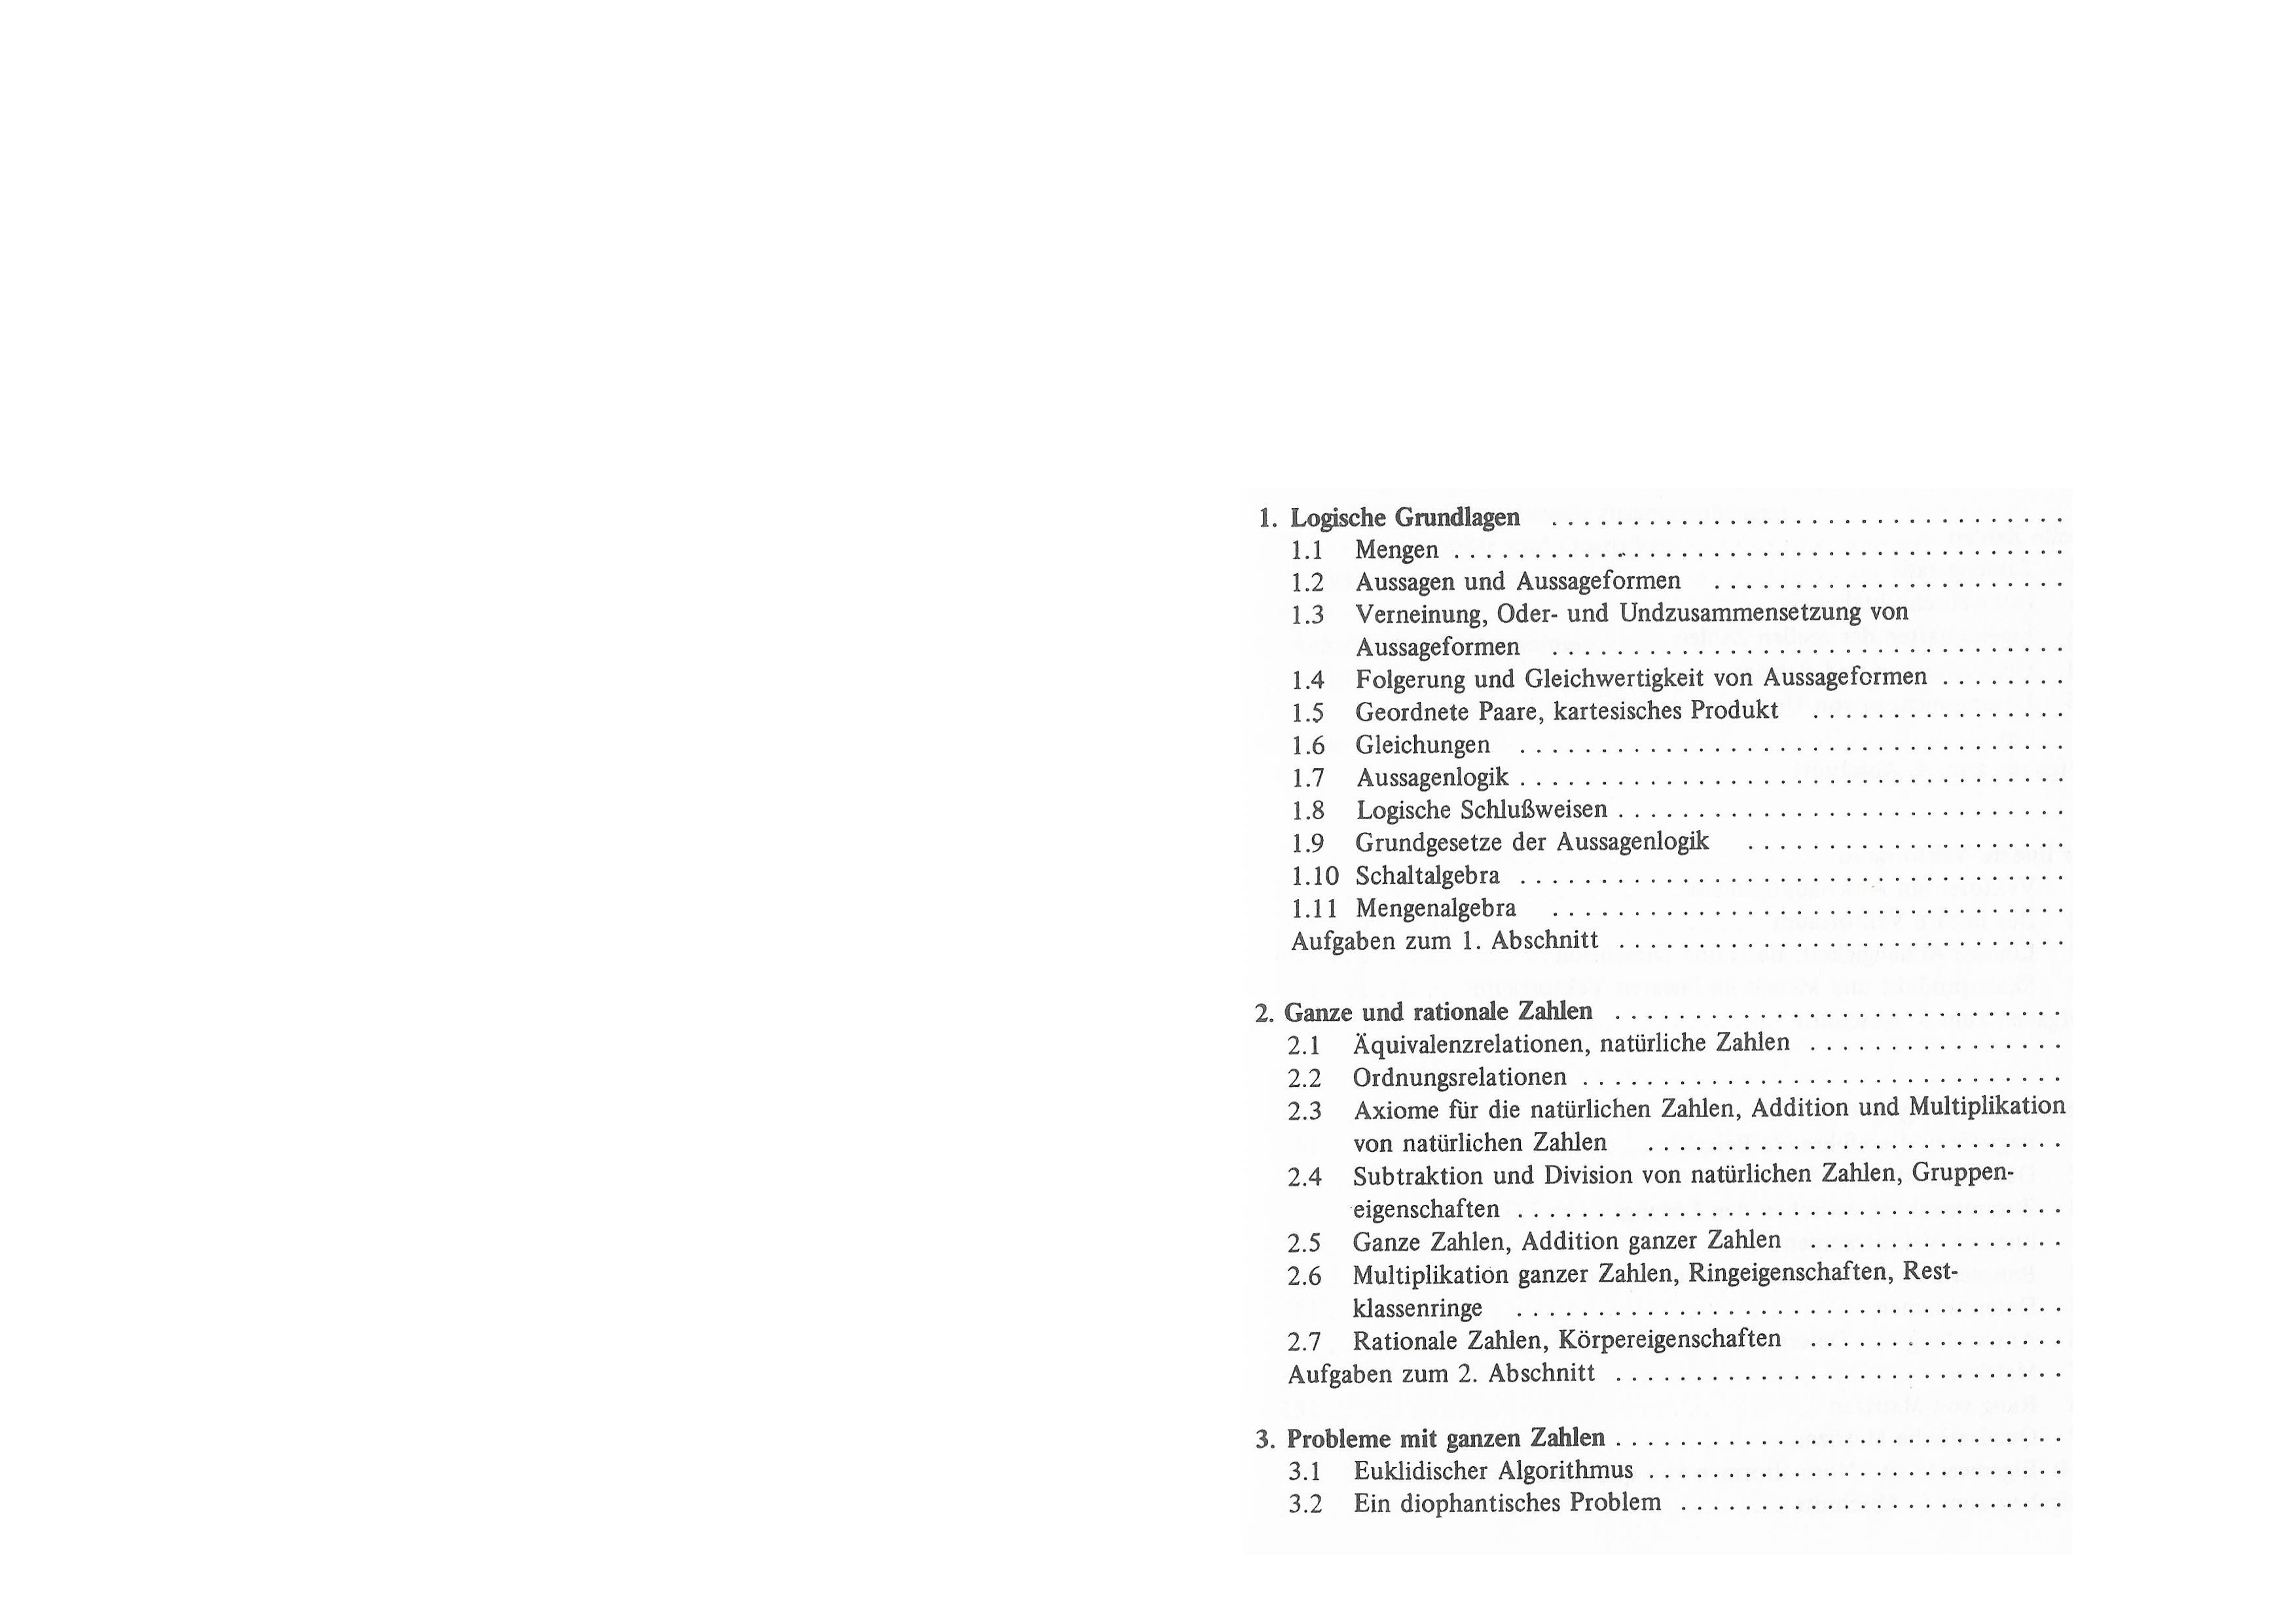 1. Logische Grundlagen . . . . . . . . . . . . . . . . . . . . . . . . . . . . . . . .
1.1 Mengen . . . . . . . . . . . . . . . . . . . . . . . . . . . . . . . . . . . . . .
1.2 Aussagen und Aussageformen . . . . . . . . . . . . . . . . . . . . . .
1.3 Verneinung, Oder- und Undzusammensetzung von
Aussageformen . . . . . . . . . . . . . . . . . . . . . . . . . . . . . . . .
1.4 Folgerung und Gleichwertigkeit von Aussageformen . . . . . . . .
1.5 Geordnete Paare, kartesisches Produkt . . . . . . . . . . . . . . . .
1.6 Gleichungen . . . . . . . . . . . . . . . . . . . . . . . . . . . . . . . . . .
1.7 Aussagenlogik . . . . . . . . . . . . . . . . . . . . . . . . . . . . . . . . . .
1.8 Logische Schlußweisen . . . . . . . . . . . . . . . . . . . . . . . . . . . .
1.9 Grundgesetze der Aussagenlogik . . . . . . . . . . . . . . . . . . . .
1.10 Schaltalgebra . . . . . . . . . . . . . . . . . . . . . . . . . . . . . . . . . .
1.11 Mengenalgebra . . . . . . . . . . . . . . . . . . . . . . . . . . . . . . . .
Aufgaben zum 1. Abschnitt . . . . . . . . . . . . . . . . . . . . . . . . . . . .
2. Ganze und rationale Zahlen . . . . . . . . . . . . . . . . . . . . . . . . . . . .
2.1 Äquivalenzrelationen, natürliche Zahlen . . . . . . . . . . . . . . . .
2.2 Ordnungsrelationen . . . . . . . . . . . . . . . . . . . . . . . . . . . . . .
2.3 Axiome für die natürlichen Zahlen, Addition und Multiplikation
von natürlichen Zahlen . . . . . . . . . . . . . . . . . . . . . . . . . .
2.4 Subtraktion und Division von natürlichen Zahlen, Gruppen-
eigenschaften . . . . . . . . . . . . . . . . . . . . . . . . . . . . . . . . . .
2.5 Ganze Zahlen, Addition ganzer Zahlen . . . . . . . . . . . . . . . .
2.6 Multiplikation ganzer Zahlen, Ringeigenschaften, Rest-
klassenringe . . . . . . . . . . . . . . . . . . . . . . . . . . . . . . . . . .
2.7 Rationale Zahlen, Körpereigenschaften . . . . . . . . . . . . . . . .
Aufgaben zum 2. Abschnitt . . . . . . . . . . . . . . . . . . . . . . . . . . . .
3. Probleme mit ganzen Zahlen . . . . . . . . . . . . . . . . . . . . . . . . . . . .
3.1 Euklidischer Algorithmus . . . . . . . . . . . . . . . . . . . . . . . . . .
3.2 Ein diophantisches Problem . . . . . . . . . . . . . . . . . . . . . . . .